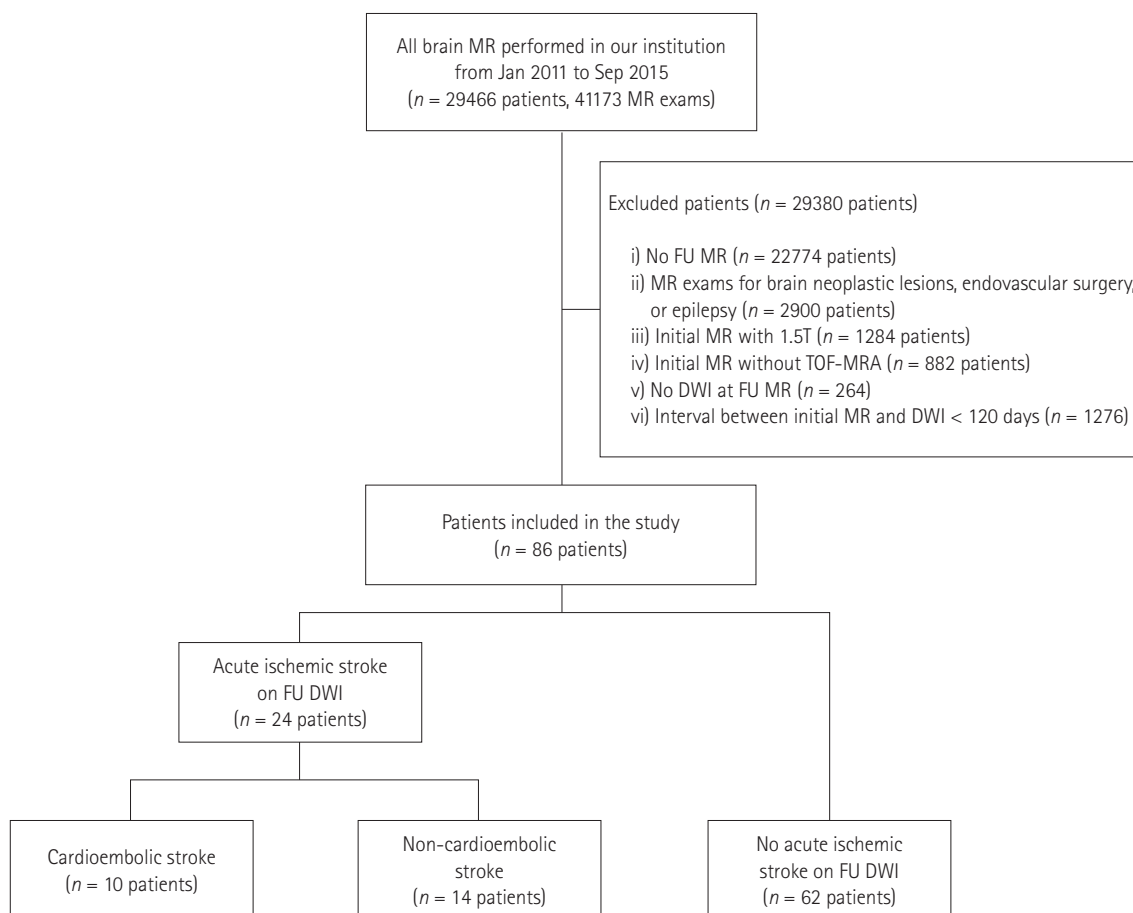 All brain MR performed in our institution
from Jan 2011 to Sep 2015
(n = 29466 patients, 41173 MR exams)
Excluded patients (n = 29380 patients)
i) No FU MR (n = 22774 patients)
ii) MR exams for brain neoplastic lesions, endovascular surgery,
or epilepsy (n = 2900 patients)
iii) Initial MR with 1.5T (n = 1284 patients)
iv) Initial MR without TOF-MRA (n = 882 patients)
v) No DWI at FU MR (n = 264)
vi) Interval between initial MR and DWI < 120 days (n = 1276)
Patients included in the study
(n = 86 patients)
Acute ischemic stroke
on FU DWI
(n = 24 patients)
Cardioembolic stroke
(n = 10 patients)
Non-cardioembolic
stroke
(n = 14 patients)
No acute ischemic
stroke on FU DWI
(n = 62 patients)